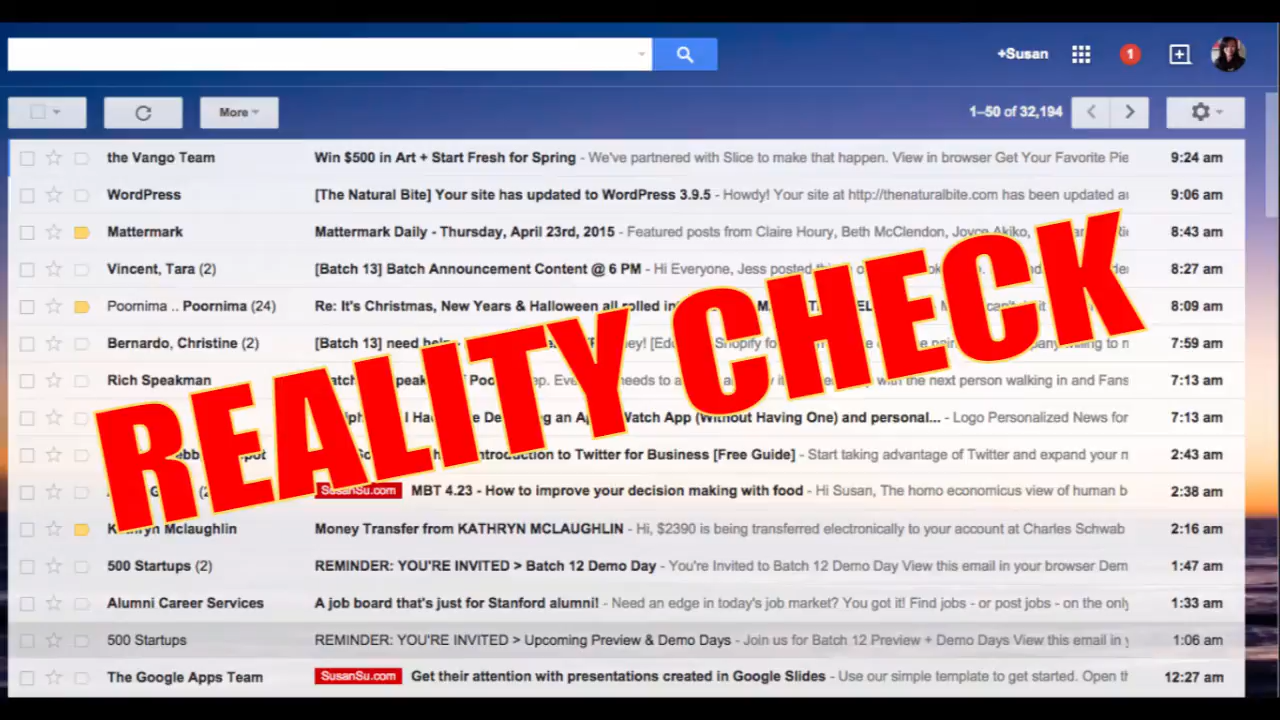 +Susan
1
More
1–50 of 32,194
the Vango Team Win $500 in Art + Start Fresh for Spring - We've partnered with Slice to make that happen. View in browser Get Your Favorite Pie 9:24 am
WordPress [The Natural Bite] Your site has updated to WordPress 3.9.5 - Howdy! Your site at http://thenaturalbite.com has been updated 9:06 am
Mattermark Mattermark Daily - Thursday, April 23rd, 2015 - Featured posts from Claire Houry, Beth McClendon, Joyce Akiko, 8:43 am
Vincent, Tara (2) [Batch 13] Batch Announcement Content @ 6 PM - Hi Everyone, Jess posted 8:27 am
Poornima .. Poornima (24) Re: It's Christmas, New Years & Halloween all rolled 8:09 am
Bernardo, Christine (2) [Batch 13] need 7:59 am
Rich Speakman with the next person walking in and Fans 7:13 am
Watch App (Without Having One) and personal... - Logo Personalized News for 7:13 am
to Twitter for Business [Free Guide] - Start taking advantage of Twitter and expand your 2:43 am
SusanSu.com MBT 4.23 - How to improve your decision making with food - Hi Susan, The homo economicus view of human b 2:38 am
Mclaughlin Money Transfer from KATHRYN MCLAUGHLIN - Hi, $2390 is being transferred electronically to your account at Charles Schwab 2:16 am
500 Startups (2) REMINDER: YOU'RE INVITED > Batch 12 Demo Day - You're Invited to Batch 12 Demo Day View this email in your browser Dem 1:47 am
Alumni Career Services A job board that's just for Stanford alumni! - Need an edge in today's job market? You got it! Find jobs - or post jobs - on the only 1:33 am
500 Startups REMINDER: YOU'RE INVITED > Upcoming Preview & Demo Days - Join us for Batch 12 Preview + Demo Days View this email in 1:06 am
The Google Apps Team SusanSu.com Get their attention with presentations created in Google Slides - Use our simple template to get started. Open 12:27 am
REALITY CHECK